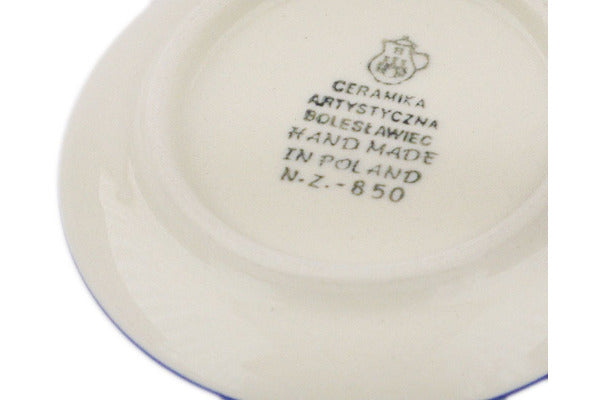 CERAMIKA
ARTYSTYCZNA
BOLESŁAWIEC
HAND MADE
IN POLAND
N.Z.-850